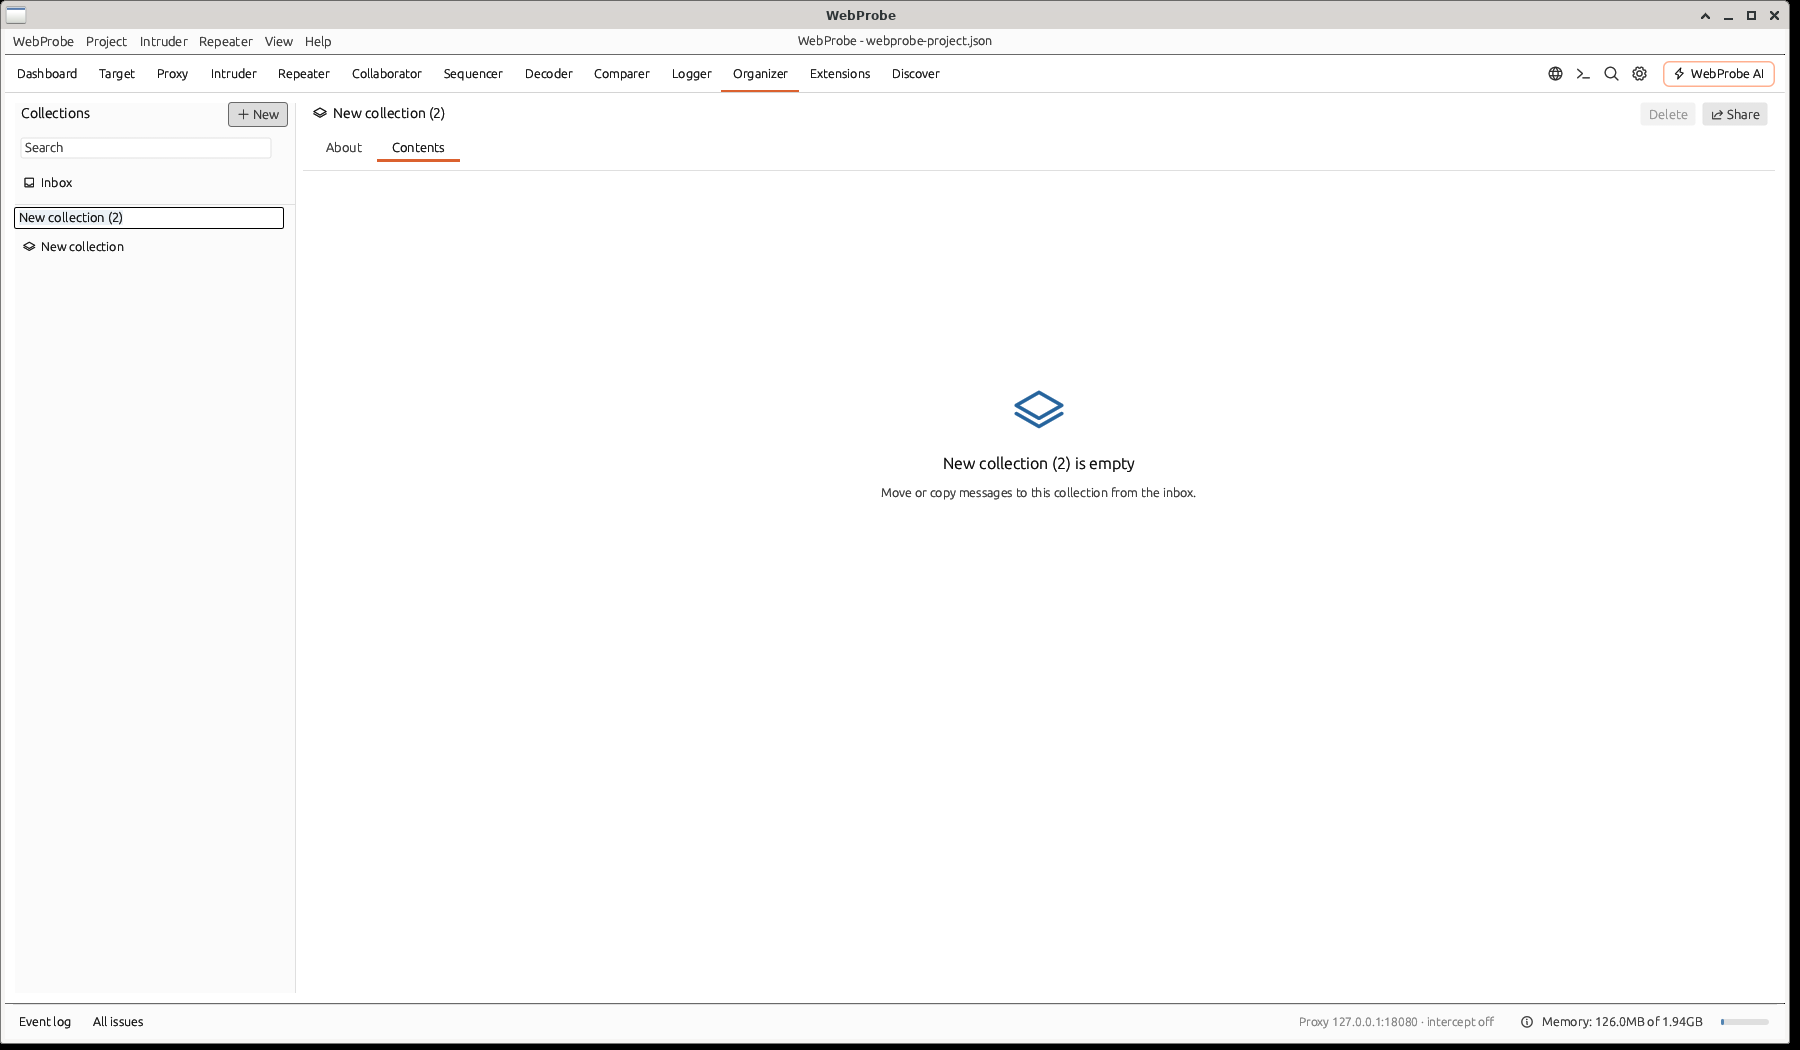 WebProbe
WebProbe Project Intruder Repeater View Help
WebProbe - webprobe-project.json
Dashboard Target Proxy Intruder Repeater Collaborator Sequencer Decoder Comparer Logger Organizer Extensions Discover
WebProbe AI
Collections
New
Search
Inbox
New collection (2)
New collection
New collection (2)
Delete Share
About Contents
New collection (2) is empty
Move or copy messages to this collection from the inbox.
Event log All issues
Proxy 127.0.0.1:18080 · intercept off
Memory: 126.0MB of 1.94GB